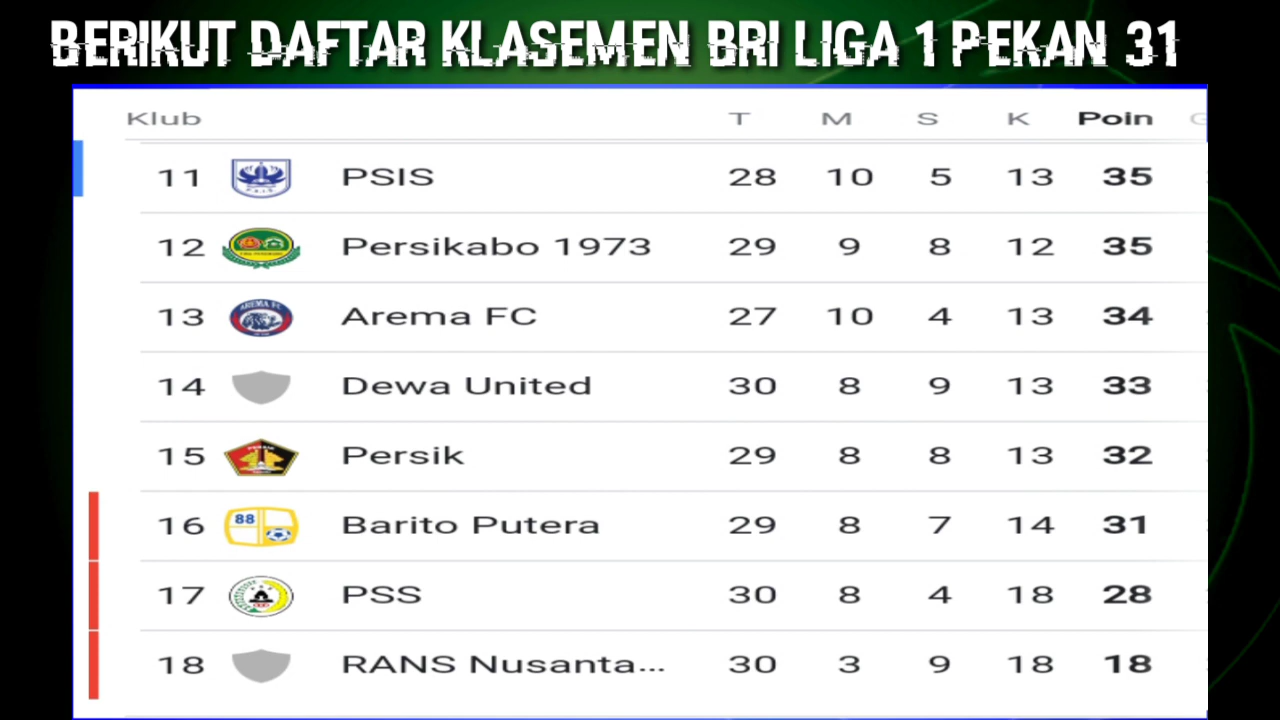 BERIKUT DAFTAR KLASEMEN BRI LIGA 1 PEKAN 31
Klub T M S K Poin
11 PSIS 28 10 5 13 35
12 Persikabo 1973 29 9 8 12 35
13 AREMA FC Arema FC 27 10 4 13 34
14 Dewa United 30 8 9 13 33
15 Persik 29 8 8 13 32
16 88 Barito Putera 29 8 7 14 31
17 PSS 30 8 4 18 28
18 RANS Nusanta... 30 3 9 18 18